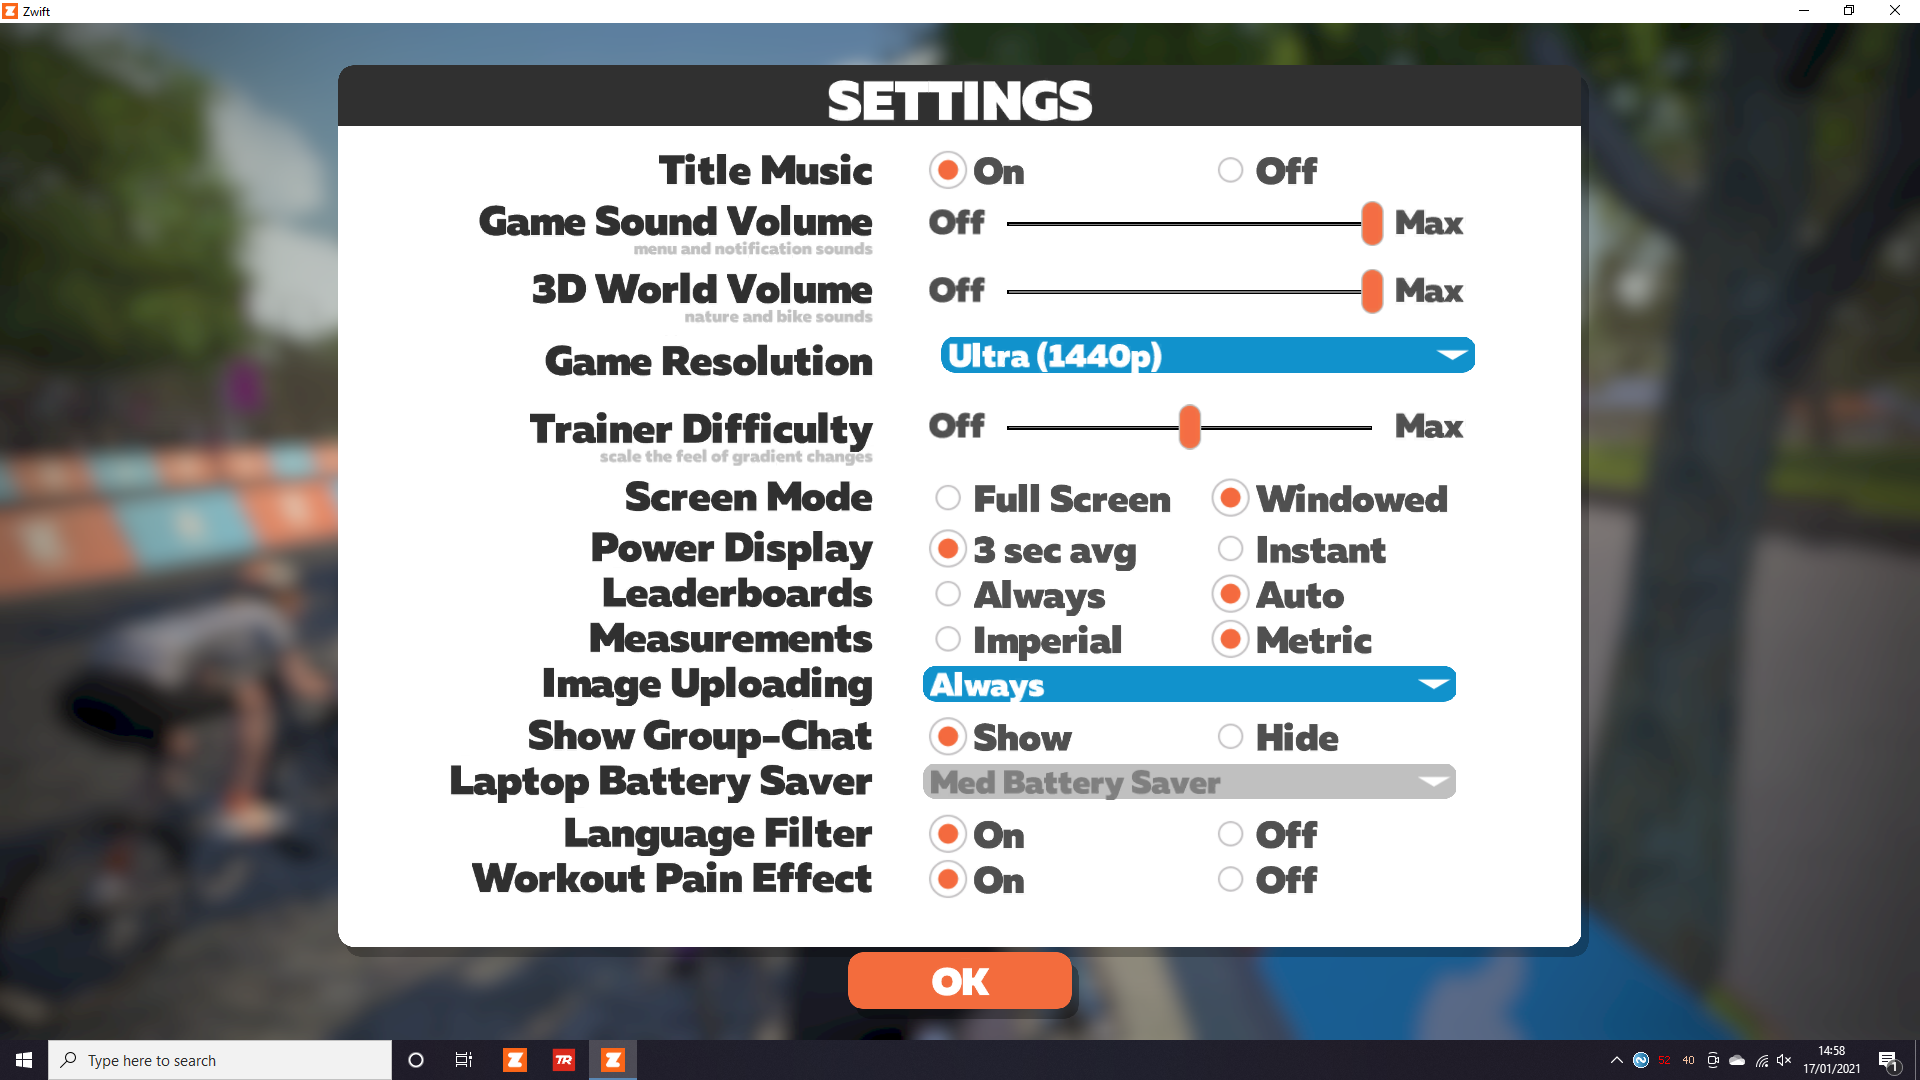 Zwift
SETTINGS
Title Music On Off
Game Sound Volume Off Max
menu and notification sounds
3D World Volume Off Max
nature and bike sounds
Game Resolution Ultra (1440p)
Trainer Difficulty Off Max
scale the feel of gradient changes
Screen Mode Full Screen Windowed
Power Display 3 sec avg Instant
Leaderboards Always Auto
Measurements Imperial Metric
Image Uploading Always
Show Group-Chat Show Hide
Laptop Battery Saver Med Battery Saver
Language Filter On Off
Workout Pain Effect On Off
OK
Type here to search
TR
52 40
14:58
17/01/2021
1